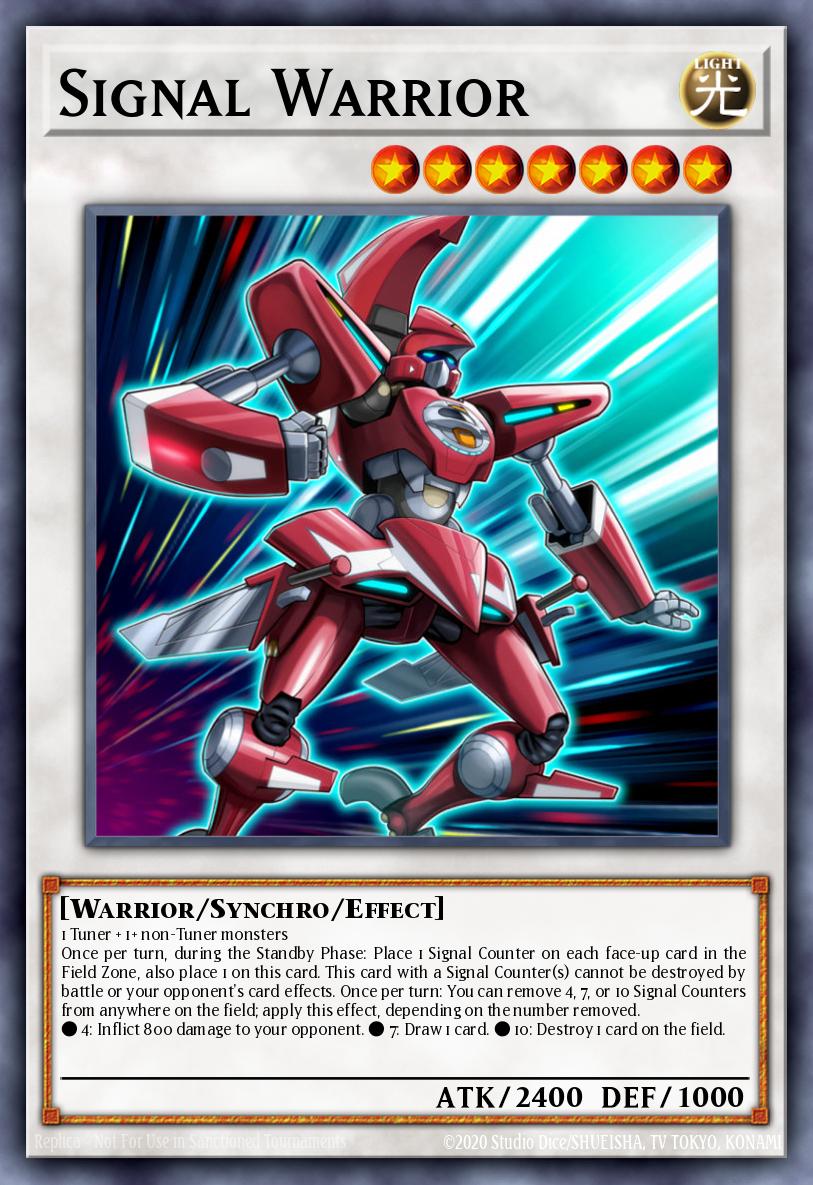 Signal Warrior
LIGHT
光
[Warrior/Synchro/Effect]
1 Tuner + 1+ non-Tuner monsters
Once per turn, during the Standby Phase: Place 1 Signal Counter on each face-up card in the
Field Zone, also place 1 on this card. This card with a Signal Counter(s) cannot be destroyed by
battle or your opponent's card effects. Once per turn: You can remove 4, 7, or 10 Signal Counters
from anywhere on the field; apply this effect, depending on the number removed.
● 4: Inflict 800 damage to your opponent. ● 7: Draw 1 card. ● 10: Destroy 1 card on the field.
ATK/2400 DEF/1000
Replica - Not For Use in Sanctioned Tournaments
©2020 Studio Dice/SHUEISHA, TV TOKYO, KONAMI